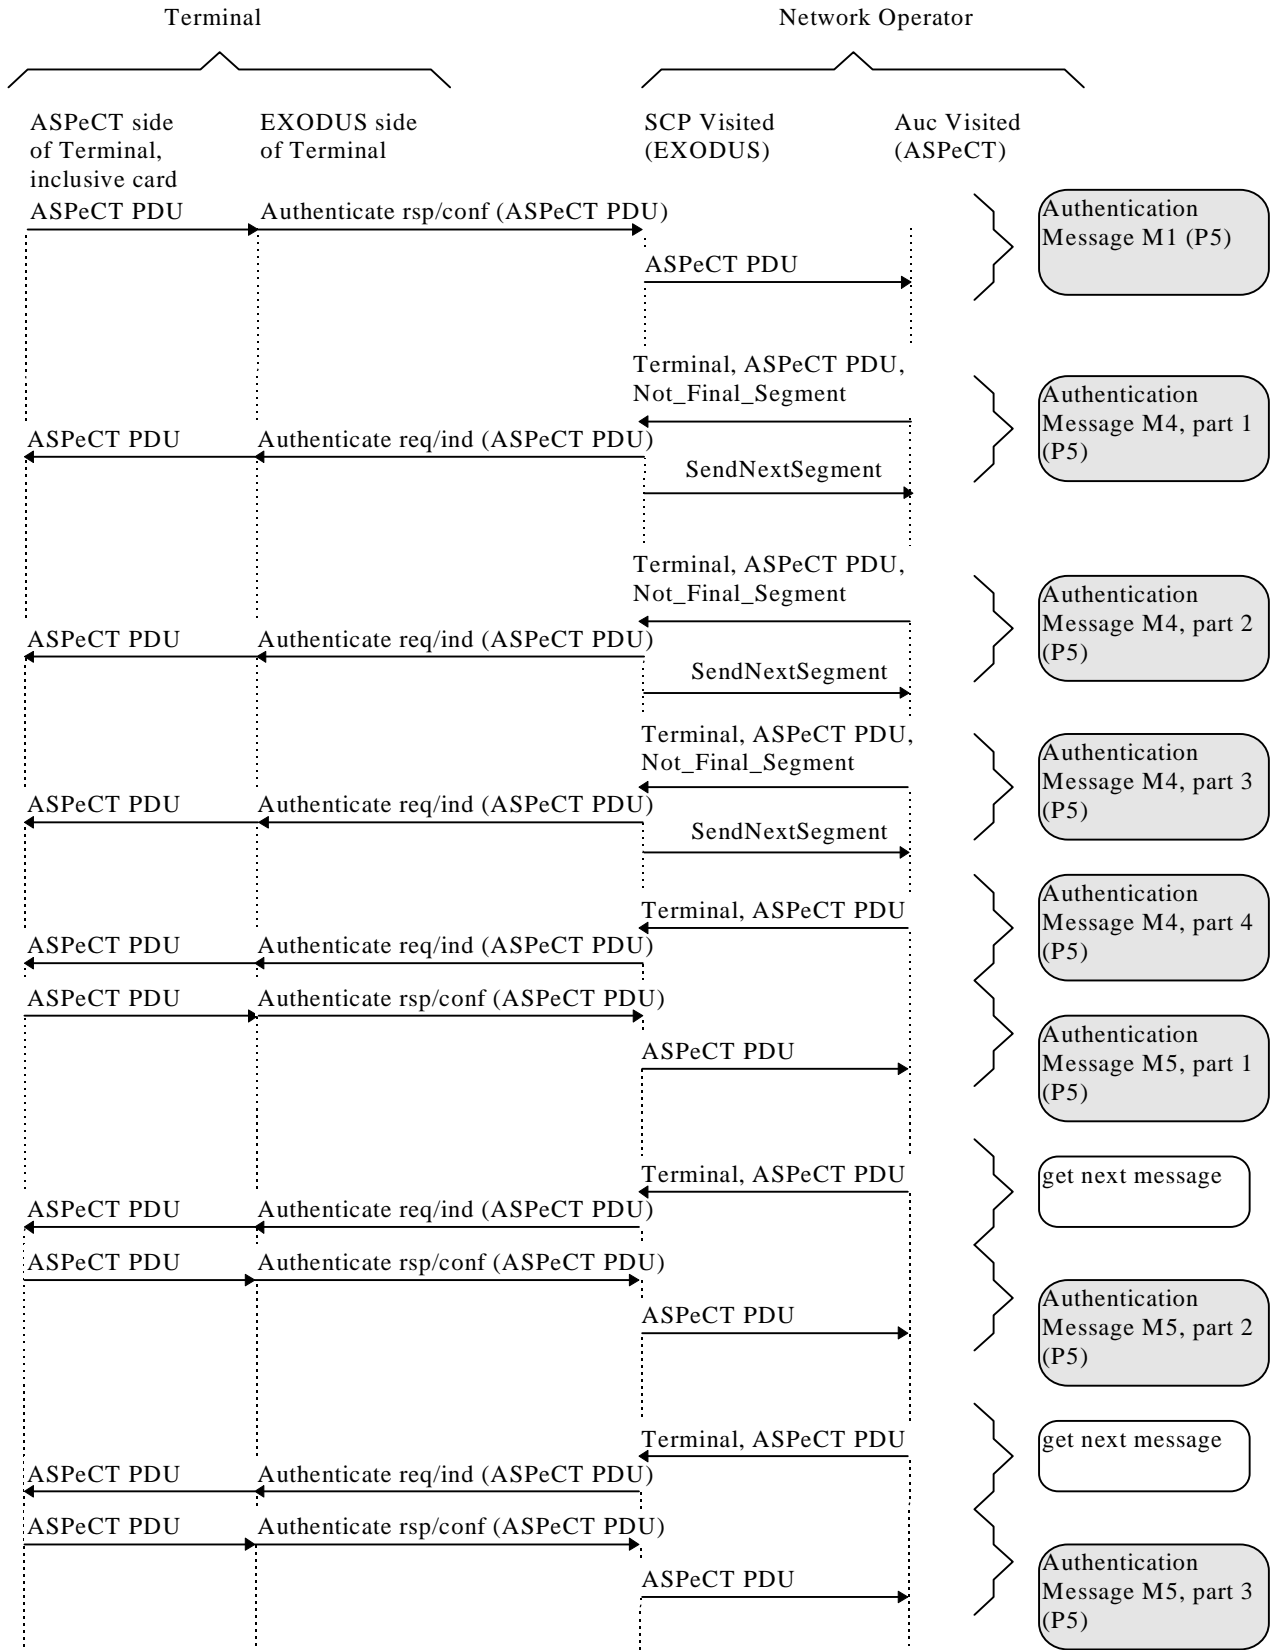 Terminal
Network Operator
ASPeCT side
of Terminal,
inclusive card
EXODUS side
of Terminal
SCP Visited
(EXODUS)
Auc Visited
(ASPeCT)
ASPeCT PDU
Authenticate rsp/conf (ASPeCT PDU)
ASPeCT PDU
Authentication
Message M1 (P5)
Terminal, ASPeCT PDU,
Not_Final_Segment
ASPeCT PDU
Authenticate req/ind (ASPeCT PDU)
SendNextSegment
Authentication
Message M4, part 1
(P5)
Terminal, ASPeCT PDU,
Not_Final_Segment
ASPeCT PDU
Authenticate req/ind (ASPeCT PDU)
SendNextSegment
Authentication
Message M4, part 2
(P5)
Terminal, ASPeCT PDU,
Not_Final_Segment
ASPeCT PDU
Authenticate req/ind (ASPeCT PDU)
SendNextSegment
Authentication
Message M4, part 3
(P5)
Terminal, ASPeCT PDU
ASPeCT PDU
Authenticate req/ind (ASPeCT PDU)
Authentication
Message M4, part 4
(P5)
ASPeCT PDU
Authenticate rsp/conf (ASPeCT PDU)
ASPeCT PDU
Authentication
Message M5, part 1
(P5)
Terminal, ASPeCT PDU
get next message
ASPeCT PDU
Authenticate req/ind (ASPeCT PDU)
ASPeCT PDU
Authenticate rsp/conf (ASPeCT PDU)
ASPeCT PDU
Authentication
Message M5, part 2
(P5)
Terminal, ASPeCT PDU
get next message
ASPeCT PDU
Authenticate req/ind (ASPeCT PDU)
ASPeCT PDU
Authenticate rsp/conf (ASPeCT PDU)
ASPeCT PDU
Authentication
Message M5, part 3
(P5)